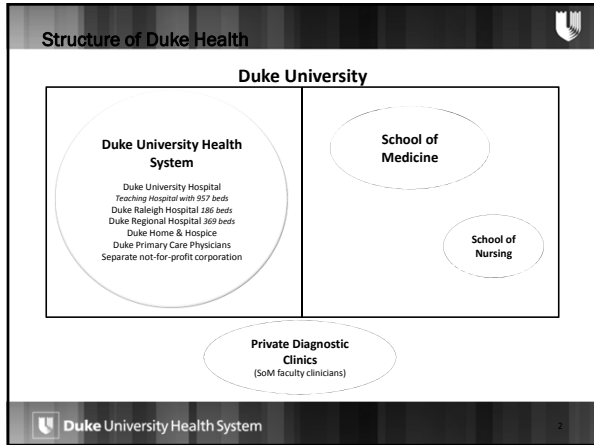 Structure of Duke Health
Duke University
Duke University Health
System
Duke University Hospital
Teaching Hospital with 957 beds
Duke Raleigh Hospital 186 beds
Duke Regional Hospital 369 beds
Duke Home & Hospice
Duke Primary Care Physicians
Separate not-for-profit corporation
School of
Medicine
School of
Nursing
Private Diagnostic
Clinics
(SoM faculty clinicians)
Duke University Health System
2